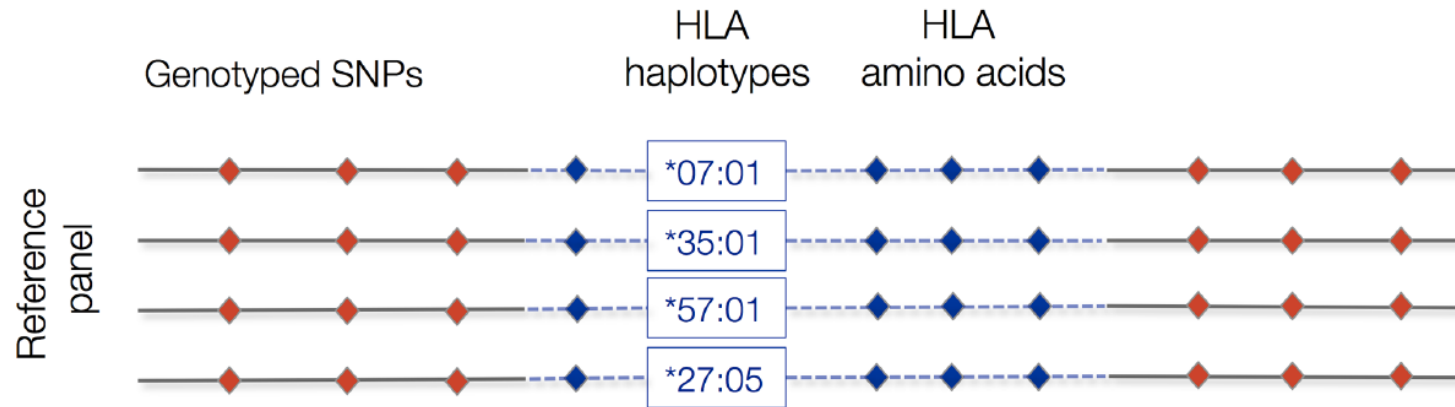 Genotyped SNPs
HLA
haplotypes
HLA
amino acids
Reference
panel
*07:01
*35:01
*57:01
*27:05